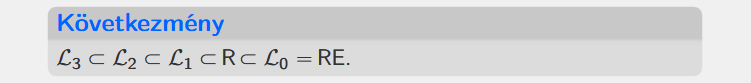 Következmény
ℒ₃ ⊂ ℒ₂ ⊂ ℒ₁ ⊂ R ⊂ ℒ₀ = RE.